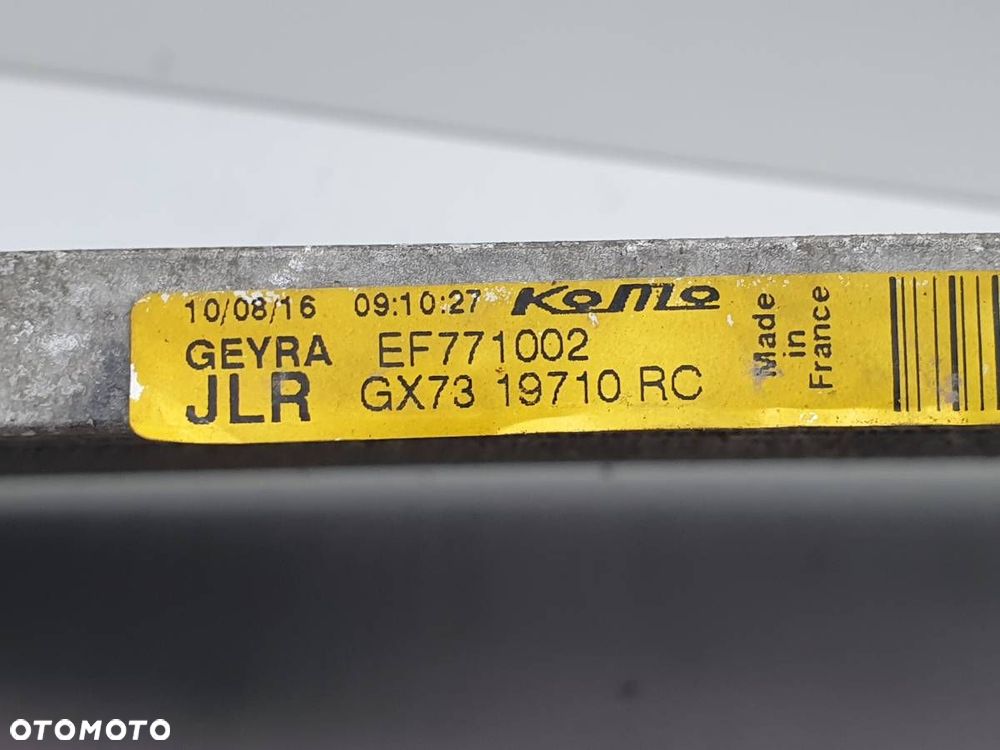 10/08/16 09:10:27 KoMo
GEYRA EF771002
JLR GX73 19710 RC
Made
in
France
OTOMOTO